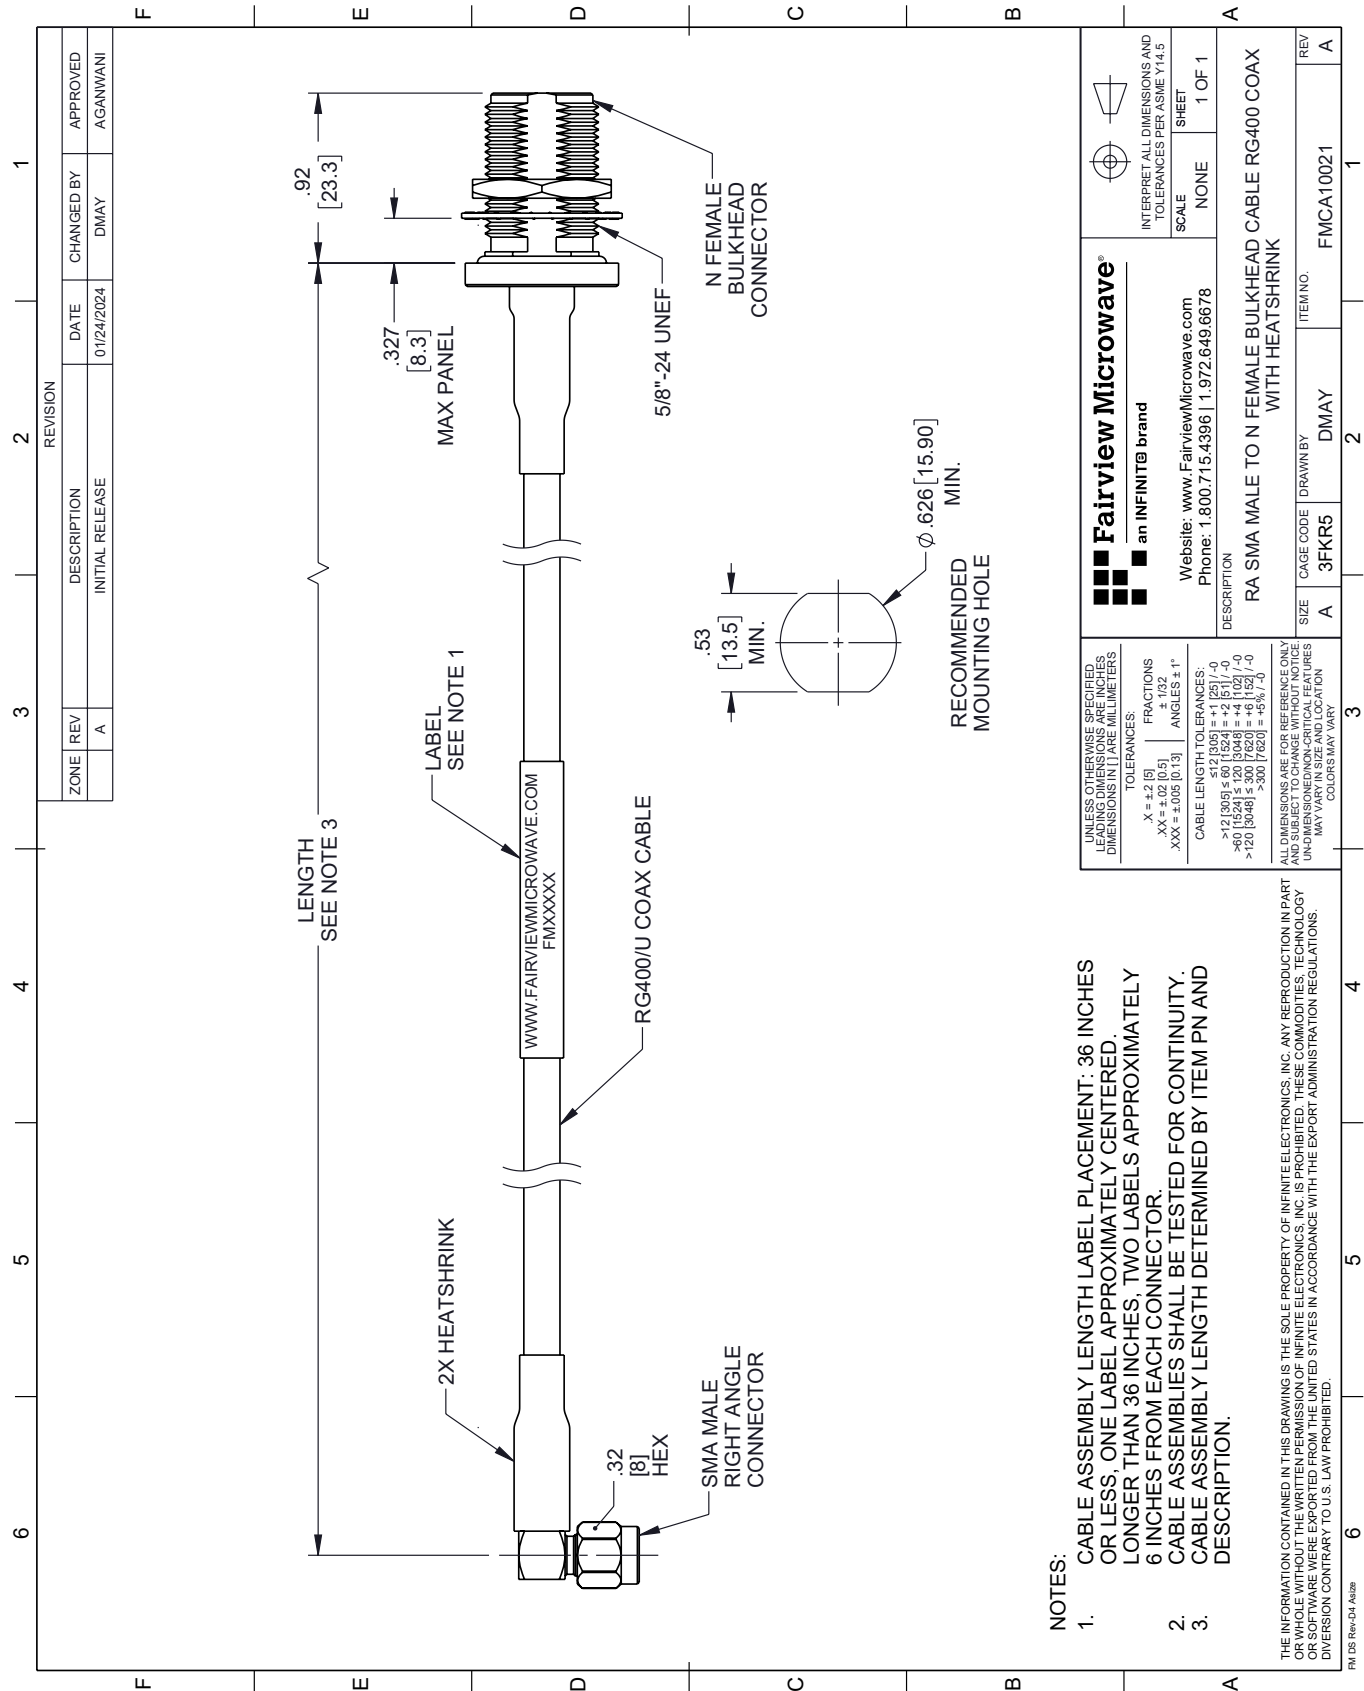 6
5
4
3
2
1
F
E
D
C
B
A
F
E
D
C
B
A
REVISION
ZONE
REV
DESCRIPTION
DATE
CHANGED BY
APPROVED
A
INITIAL RELEASE
01/24/2024
DMAY
AGANWANI
LENGTH
SEE NOTE 3
.92
[23.3]
.327
[8.3]
MAX PANEL
2X HEATSHRINK
LABEL
SEE NOTE 1
WWW.FAIRVIEWMICROWAVE.COM
FMXXXXX
RG400/U COAX CABLE
5/8"-24 UNEF
N FEMALE
BULKHEAD
CONNECTOR
.32
[8]
HEX
SMA MALE
RIGHT ANGLE
CONNECTOR
.53
[13.5]
MIN.
Ø.626 [15.90]
MIN.
RECOMMENDED
MOUNTING HOLE
NOTES:
1. CABLE ASSEMBLY LENGTH LABEL PLACEMENT: 36 INCHES
OR LESS, ONE LABEL APPROXIMATELY CENTERED.
LONGER THAN 36 INCHES, TWO LABELS APPROXIMATELY
6 INCHES FROM EACH CONNECTOR.
2. CABLE ASSEMBLIES SHALL BE TESTED FOR CONTINUITY.
3. CABLE ASSEMBLY LENGTH DETERMINED BY ITEM PN AND
DESCRIPTION.
THE INFORMATION CONTAINED IN THIS DRAWING IS THE SOLE PROPERTY OF INFINITE ELECTRONICS, INC. ANY REPRODUCTION IN PART
OR WHOLE WITHOUT THE WRITTEN PERMISSION OF INFINITE ELECTRONICS, INC. IS PROHIBITED. THESE COMMODITIES, TECHNOLOGY
OR SOFTWARE WERE EXPORTED FROM THE UNITED STATES IN ACCORDANCE WITH THE EXPORT ADMINISTRATION REGULATIONS.
DIVERSION CONTRARY TO U.S. LAW PROHIBITED.
UNLESS OTHERWISE SPECIFIED
LEADING DIMENSIONS ARE INCHES
DIMENSIONS IN [ ] ARE MILLIMETERS
TOLERANCES:
.X = ±.2 [5]
.XX = ±.02 [0.5]
.XXX = ±.005 [0.13]
FRACTIONS
± 1/32
ANGLES ± 1°
CABLE LENGTH TOLERANCES:
≤12 [305] = +1 [25] / -0
>12 [305] ≤ 60 [1524] = +2 [51] / -0
>60 [1524] ≤ 120 [3048] = +4 [102] / -0
>120 [3048] ≤ 300 [7620] = +6 [152] / -0
>300 [7620] = +5% / -0
ALL DIMENSIONS ARE FOR REFERENCE ONLY
AND SUBJECT TO CHANGE WITHOUT NOTICE.
UN-DIMENSIONED/NON-CRITICAL FEATURES
MAY VARY IN SIZE AND LOCATION
COLORS MAY VARY
Fairview Microwave®
an INFINITE brand
Website: www.FairviewMicrowave.com
Phone: 1.800.715.4396 | 1.972.649.6678
INTERPRET ALL DIMENSIONS AND
TOLERANCES PER ASME Y14.5
SCALE
NONE
SHEET
1 OF 1
DESCRIPTION
RA SMA MALE TO N FEMALE BULKHEAD CABLE RG400 COAX
WITH HEATSHRINK
SIZE
A
CAGE CODE
3FKR5
DRAWN BY
DMAY
ITEM NO.
FMCA10021
REV
A
6
5
4
3
2
1
FM DS Rev-D4 Asize